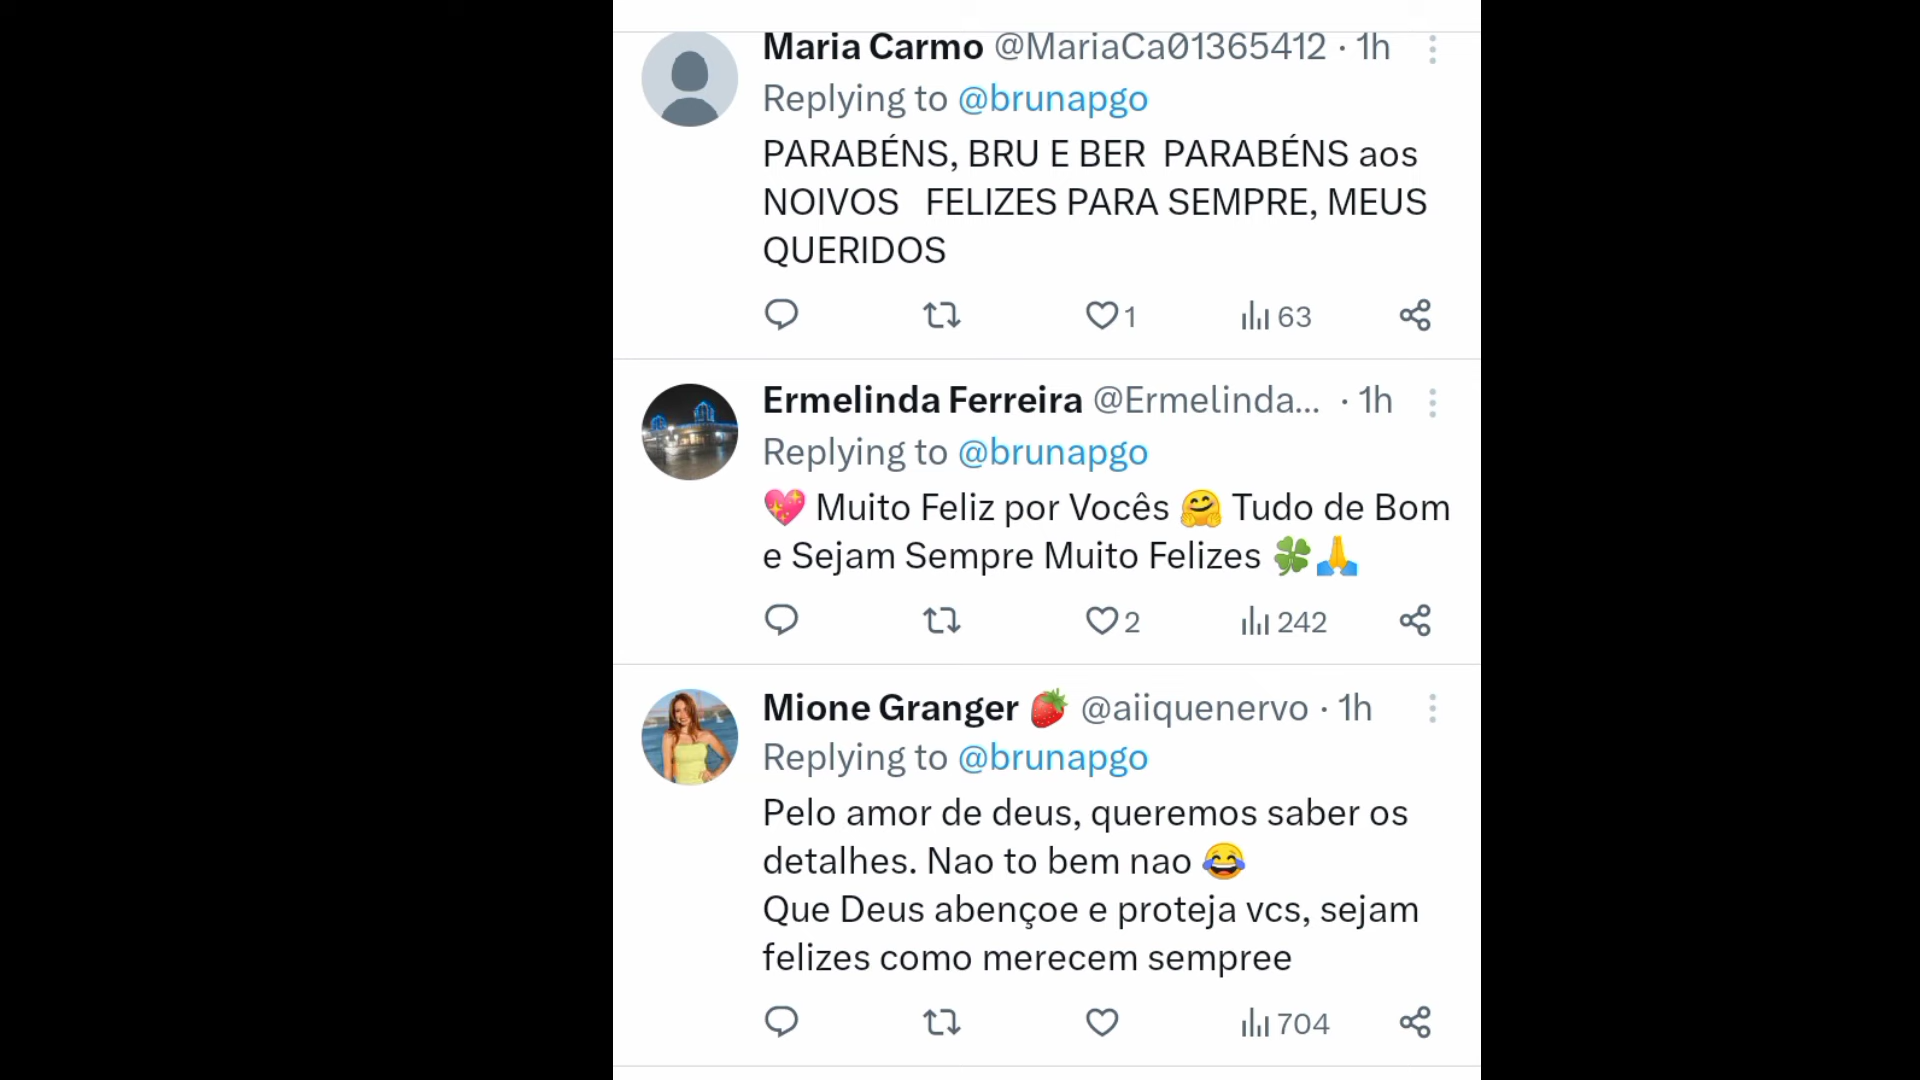 Maria Carmo @MariaCa01365412 · 1h
Replying to @brunapgo
PARABÉNS, BRU E BER PARABÉNS aos
NOIVOS FELIZES PARA SEMPRE, MEUS
QUERIDOS
1 63
Ermelinda Ferreira @Ermelinda... · 1h
Replying to @brunapgo
💖 Muito Feliz por Vocês 🤗 Tudo de Bom
e Sejam Sempre Muito Felizes 🍀🙏
2 242
Mione Granger 🍓 @aiiquenervo · 1h
Replying to @brunapgo
Pelo amor de deus, queremos saber os
detalhes. Nao to bem nao 😂
Que Deus abençoe e proteja vcs, sejam
felizes como merecem sempree
704